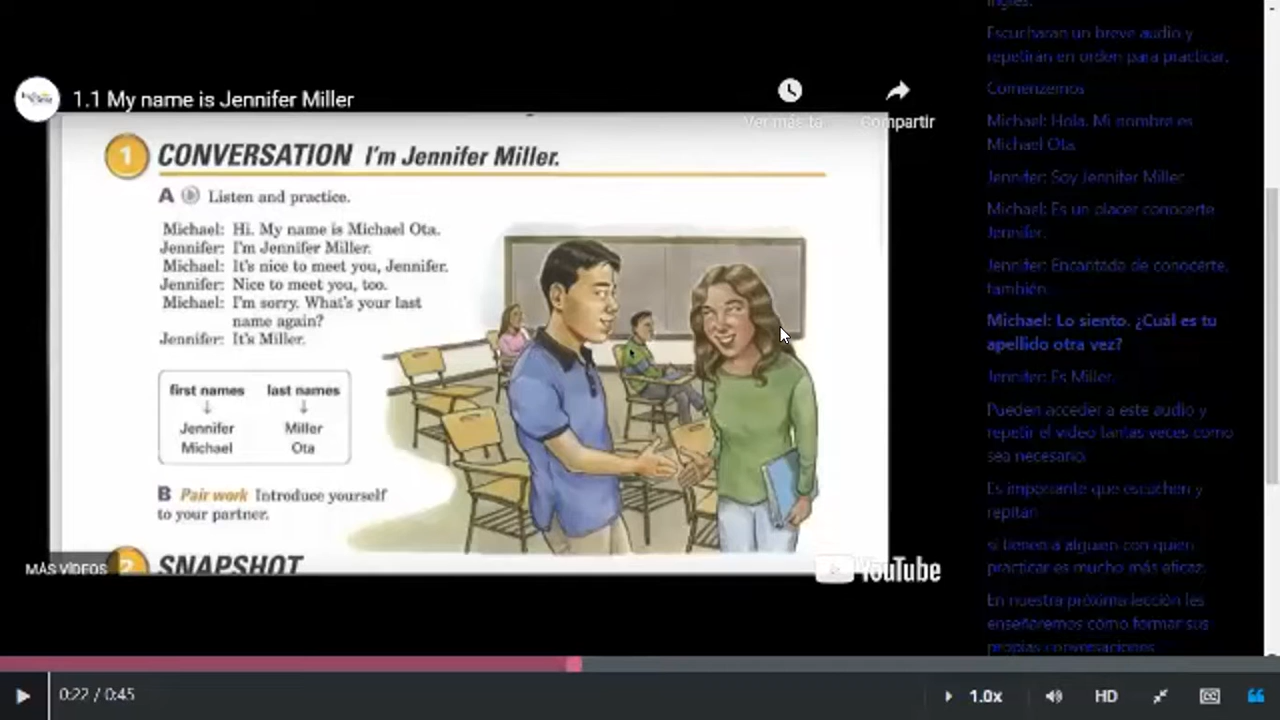 1.1 My name is Jennifer Miller
Ver más ta
Compartir
1 CONVERSATION I'm Jennifer Miller.
A Listen and practice.
Michael: Hi. My name is Michael Ota.
Jennifer: I'm Jennifer Miller.
Michael: It's nice to meet you, Jennifer.
Jennifer: Nice to meet you, too.
Michael: I'm sorry. What's your last
name again?
Jennifer: It's Miller.
first names last names
Jennifer Miller
Michael Ota
B Pair work Introduce yourself
to your partner.
2 SNAPSHOT
MÁS VÍDEOS
YouTube
inglés.
Escucharan un breve audio y
repetirán en orden para practicar.
Comenzemos
Michael: Hola. Mi nombre es
Michael Ota.
Jennifer: Soy Jennifer Miller
Michael: Es un placer conocerte
Jennifer.
Jennifer: Encantada de conocerte,
también.
Michael: Lo siento. ¿Cuál es tu
apellido otra vez?
Jennifer: Es Miller.
Pueden acceder a este audio y
repetir el video tantas veces como
sea necesario.
Es importante que escuchen y
repitan
si tienen a alguien con quien
practicar es mucho más eficaz.
En nuestra próxima lección les
enseñaremos cómo formar sus
propias conversaciones
0:22 / 0:45
1.0x
HD